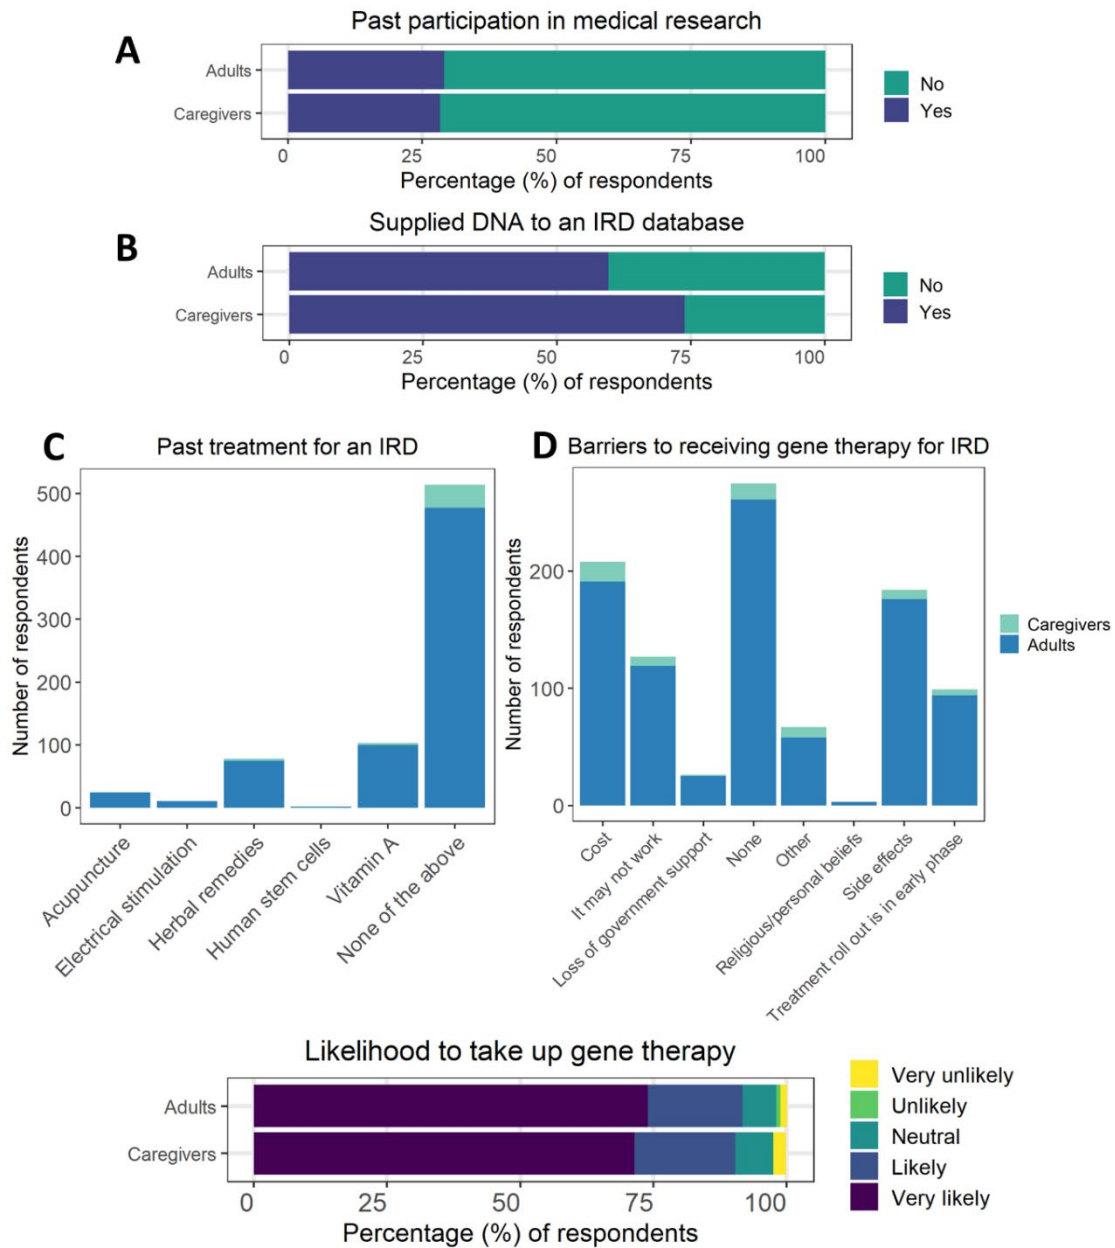 Past participation in medical research
A
Adults
Caregivers
No
Yes
0 25 50 75 100
Percentage (%) of respondents
Supplied DNA to an IRD database
B
Adults
Caregivers
No
Yes
0 25 50 75 100
Percentage (%) of respondents
C
Past treatment for an IRD
Number of respondents
500
400
300
200
100
0
Acupuncture
Electrical stimulation
Herbal remedies
Human stem cells
Vitamin A
None of the above
D
Barriers to receiving gene therapy for IRD
Number of respondents
200
100
0
Cost
It may not work
Loss of government support
None
Other
Religious/personal beliefs
Side effects
Treatment roll out is in early phase
Caregivers
Adults
Likelihood to take up gene therapy
Adults
Caregivers
Very unlikely
Unlikely
Neutral
Likely
Very likely
0 25 50 75 100
Percentage (%) of respondents